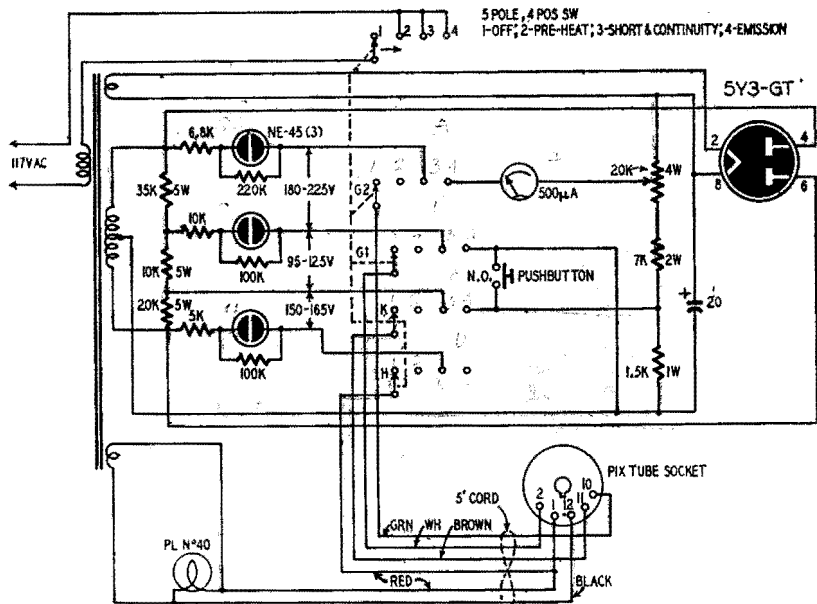 5 POLE, 4 POS SW
1-OFF; 2-PRE-HEAT; 3-SHORT & CONTINUITY; 4-EMISSION
1 2 3 4
5Y3-GT
2 4
8 6
117V AC
6.8K NE-45 (3)
220K
35K 5W
180-225V
G2
500µA
20K 4W
10K
100K
95-125V
G1
10K 5W
N.O. PUSHBUTTON
7K 2W
20
+
20K 5W
150-165V
K
5K
100K
H
1.5K 1W
PIX TUBE SOCKET
2 1 12 11 10
5' CORD
GRN WH BROWN
PL Nº40
RED
BLACK